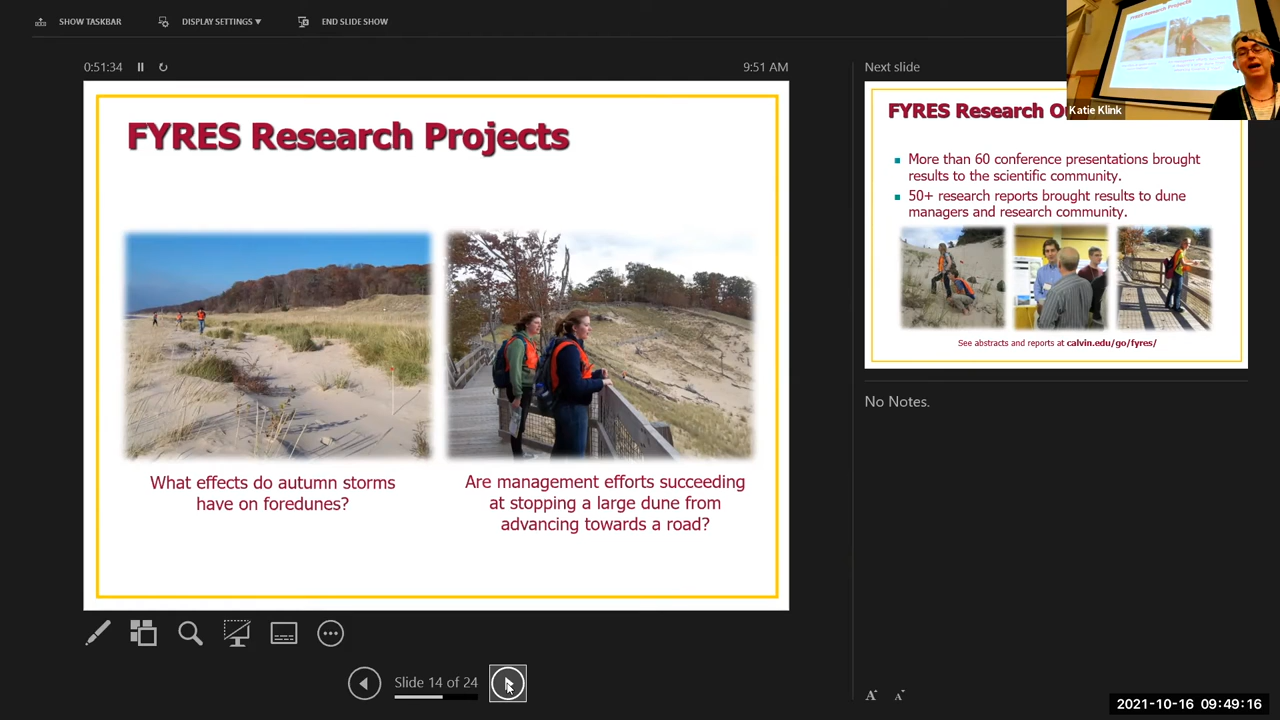 SHOW TASKBAR
DISPLAY SETTINGS ▼
END SLIDE SHOW
0:51:34
9:51 AM
FYRES Research Projects
What effects do autumn storms
have on foredunes?
Are management efforts succeeding
at stopping a large dune from
advancing towards a road?
Slide 14 of 24
Next slide
Katie Klink
FYRES Research
More than 60 conference presentations brought
results to the scientific community.
50+ research reports brought results to dune
managers and research community.
See abstracts and reports at calvin.edu/go/fyres/
No Notes.
A
A
2021-10-16 09:49:16